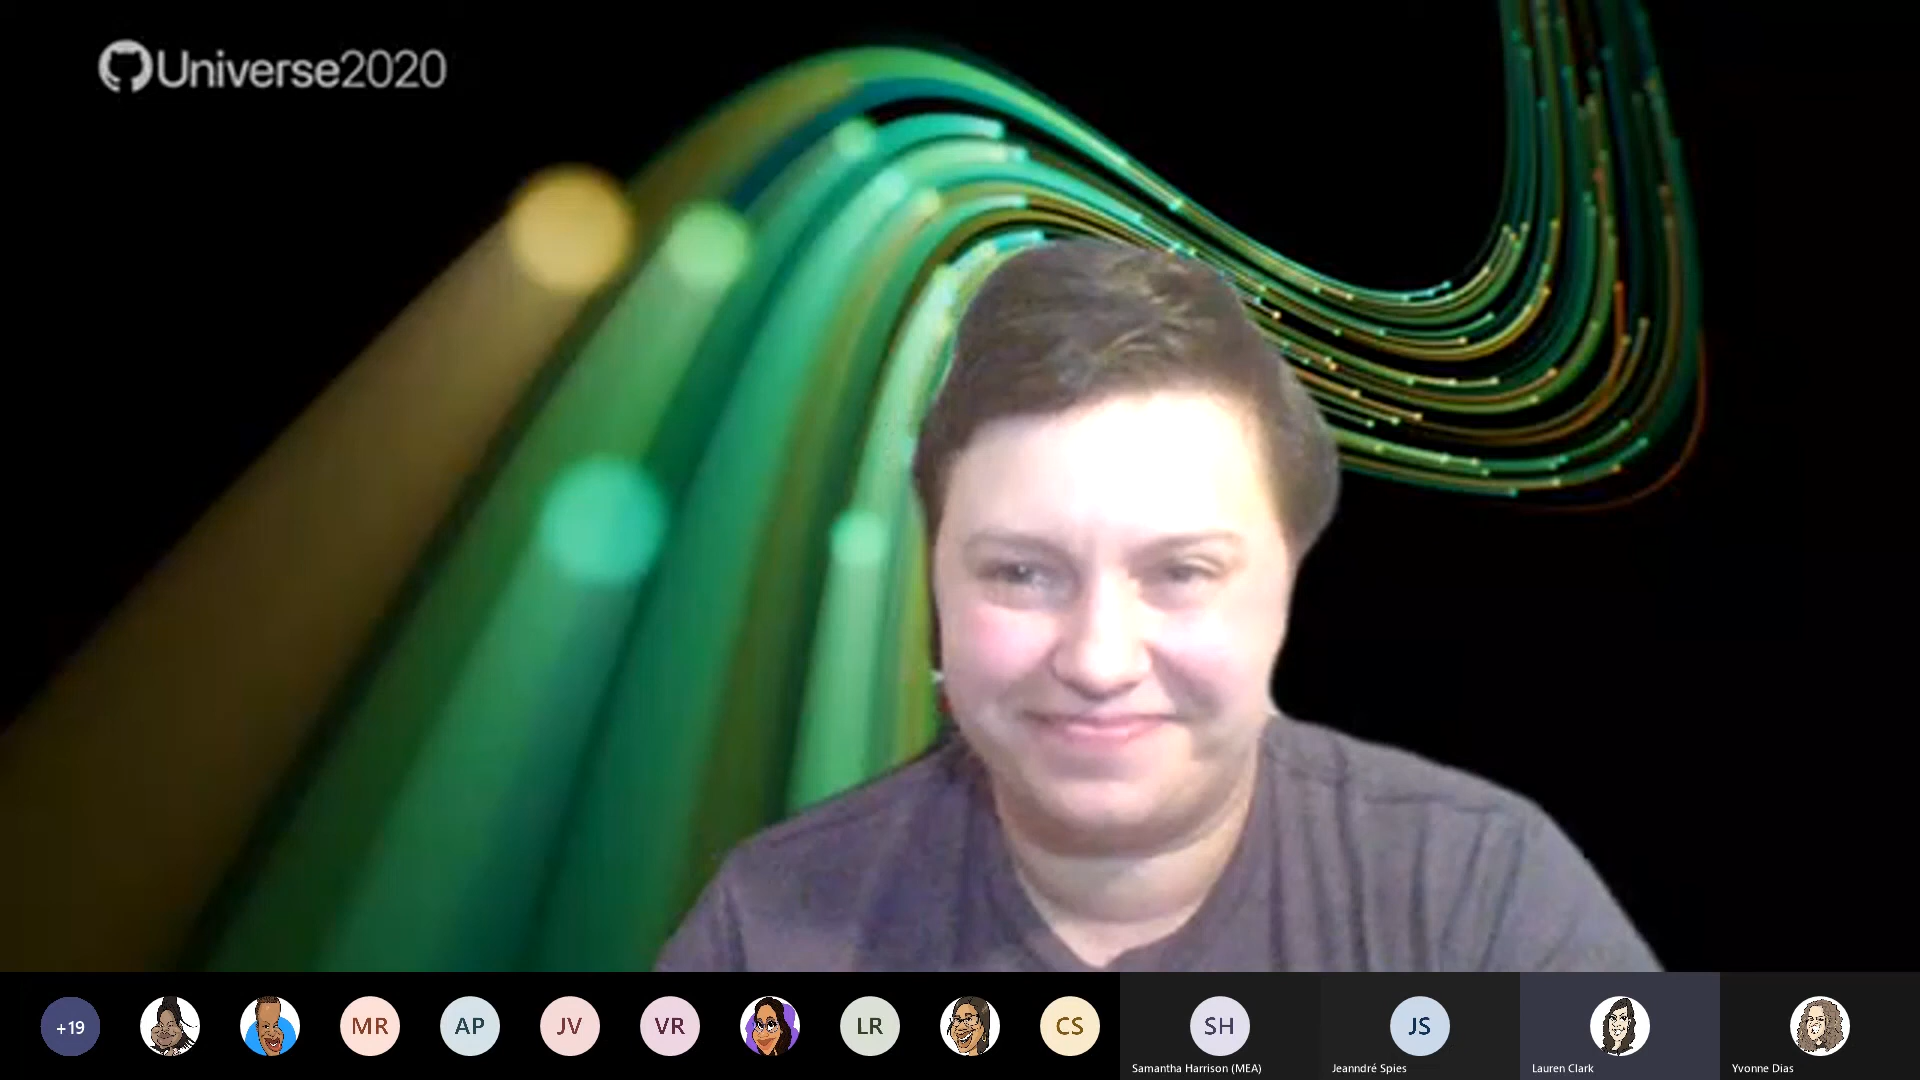 Universe2020
+19
MR
AP
JV
VR
LR
CS
SH
JS
Samantha Harrison (MEA)
Jeanndré Spies
Lauren Clark
Yvonne Dias